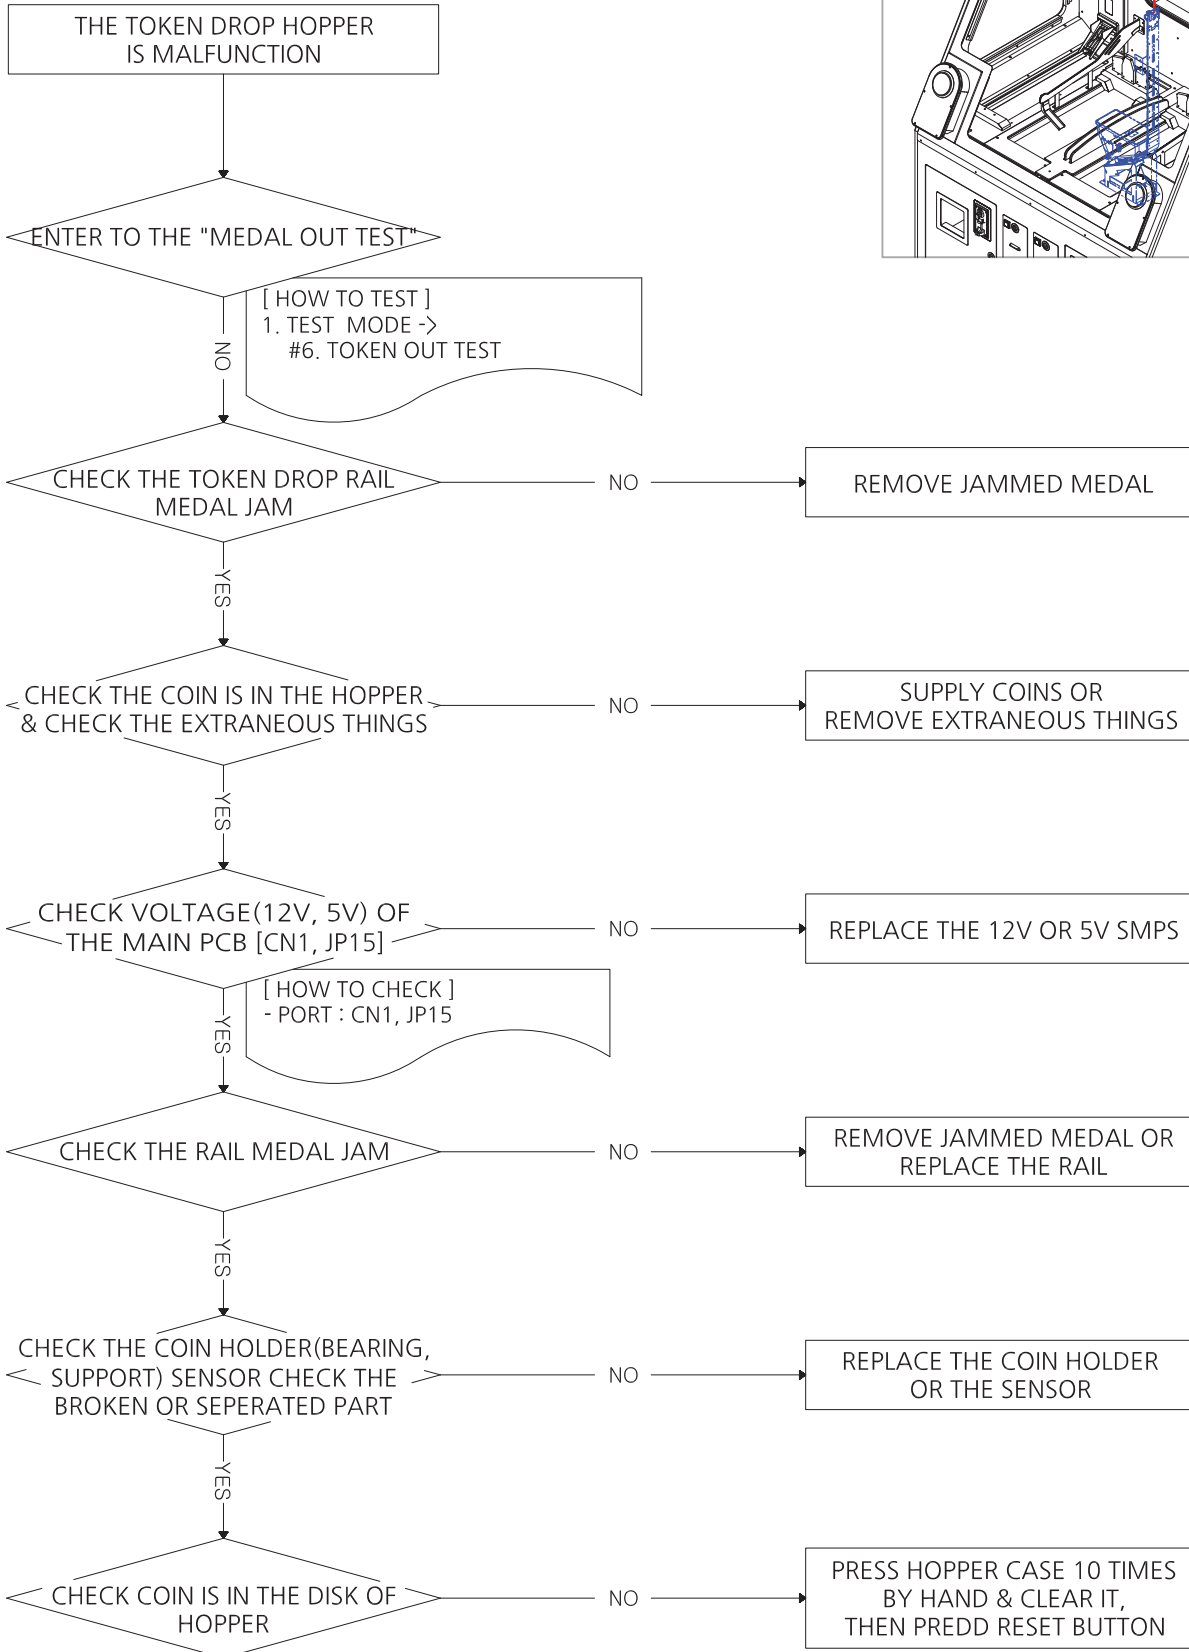 THE TOKEN DROP HOPPER
IS MALFUNCTION
ENTER TO THE "MEDAL OUT TEST"
[ HOW TO TEST ]
1. TEST MODE ->
#6. TOKEN OUT TEST
NO
CHECK THE TOKEN DROP RAIL
MEDAL JAM
NO
REMOVE JAMMED MEDAL
YES
CHECK THE COIN IS IN THE HOPPER
& CHECK THE EXTRANEOUS THINGS
NO
SUPPLY COINS OR
REMOVE EXTRANEOUS THINGS
YES
CHECK VOLTAGE(12V, 5V) OF
THE MAIN PCB [CN1, JP15]
NO
REPLACE THE 12V OR 5V SMPS
[ HOW TO CHECK ]
- PORT : CN1, JP15
YES
CHECK THE RAIL MEDAL JAM
NO
REMOVE JAMMED MEDAL OR
REPLACE THE RAIL
YES
CHECK THE COIN HOLDER(BEARING,
SUPPORT) SENSOR CHECK THE
BROKEN OR SEPERATED PART
NO
REPLACE THE COIN HOLDER
OR THE SENSOR
YES
CHECK COIN IS IN THE DISK OF
HOPPER
NO
PRESS HOPPER CASE 10 TIMES
BY HAND & CLEAR IT,
THEN PREDD RESET BUTTON